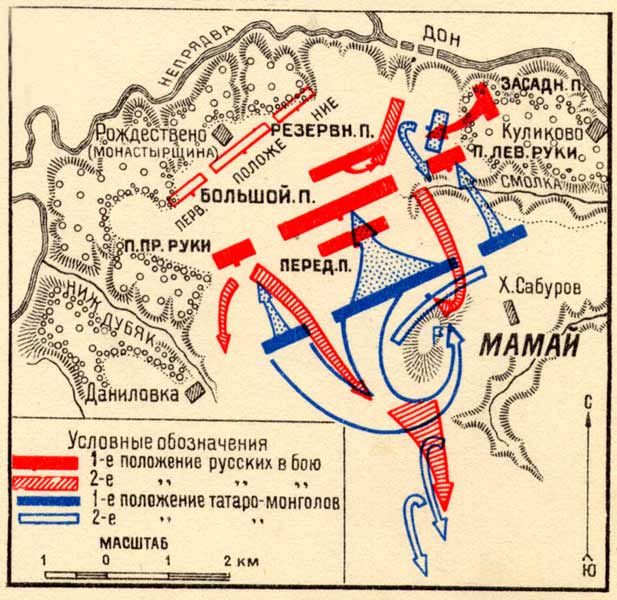 НЕПРЯДВА
ДОН
ЗАСАДН. П.
Рождествено
(МОНАСТЫРЩИНА)
ПЕРВ. ПОЛОЖЕНИЕ
РЕЗЕРВН. П.
Куликово
П. ЛЕВ. РУКИ
БОЛЬШОЙ. П.
СМОЛКА
П. ПР. РУКИ
ПЕРЕД. П.
Х. Сабуров
НИЖ. ДУБЯК
МАМАЙ
Даниловка
С
Условные обозначения
1-е положение русских в бою
2-е ,, ,, ,,
1-е положение татаро-монголов
2-е ,, ,,
МАСШТАБ
1 0 1 2 км
Ю